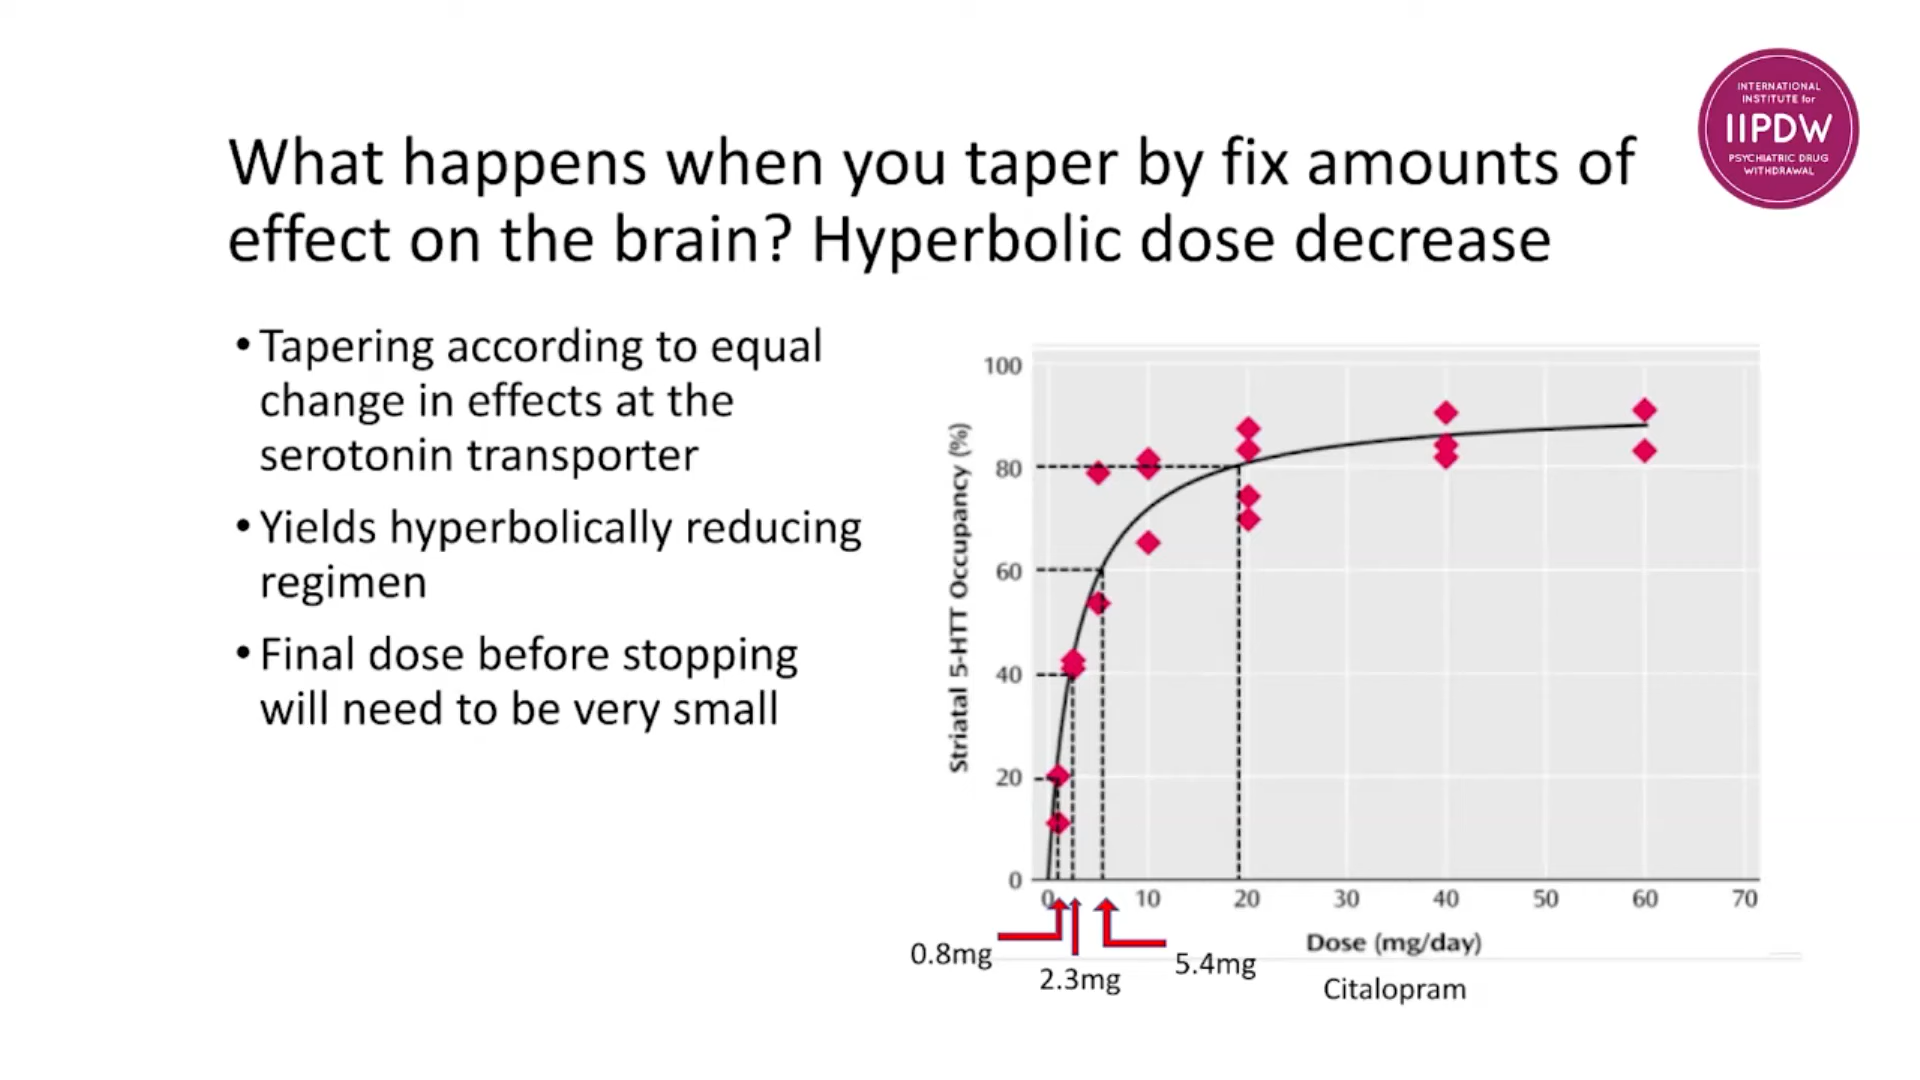 INTERNATIONAL
INSTITUTE for
IIPDW
PSYCHIATRIC DRUG
WITHDRAWAL
What happens when you taper by fix amounts of
effect on the brain? Hyperbolic dose decrease
•Tapering according to equal
change in effects at the
serotonin transporter
•Yields hyperbolically reducing
regimen
•Final dose before stopping
will need to be very small
Striatal 5-HTT Occupancy (%)
100
80
60
40
20
0
0 10 20 30 40 50 60 70
Dose (mg/day)
0.8mg
2.3mg
5.4mg
Citalopram